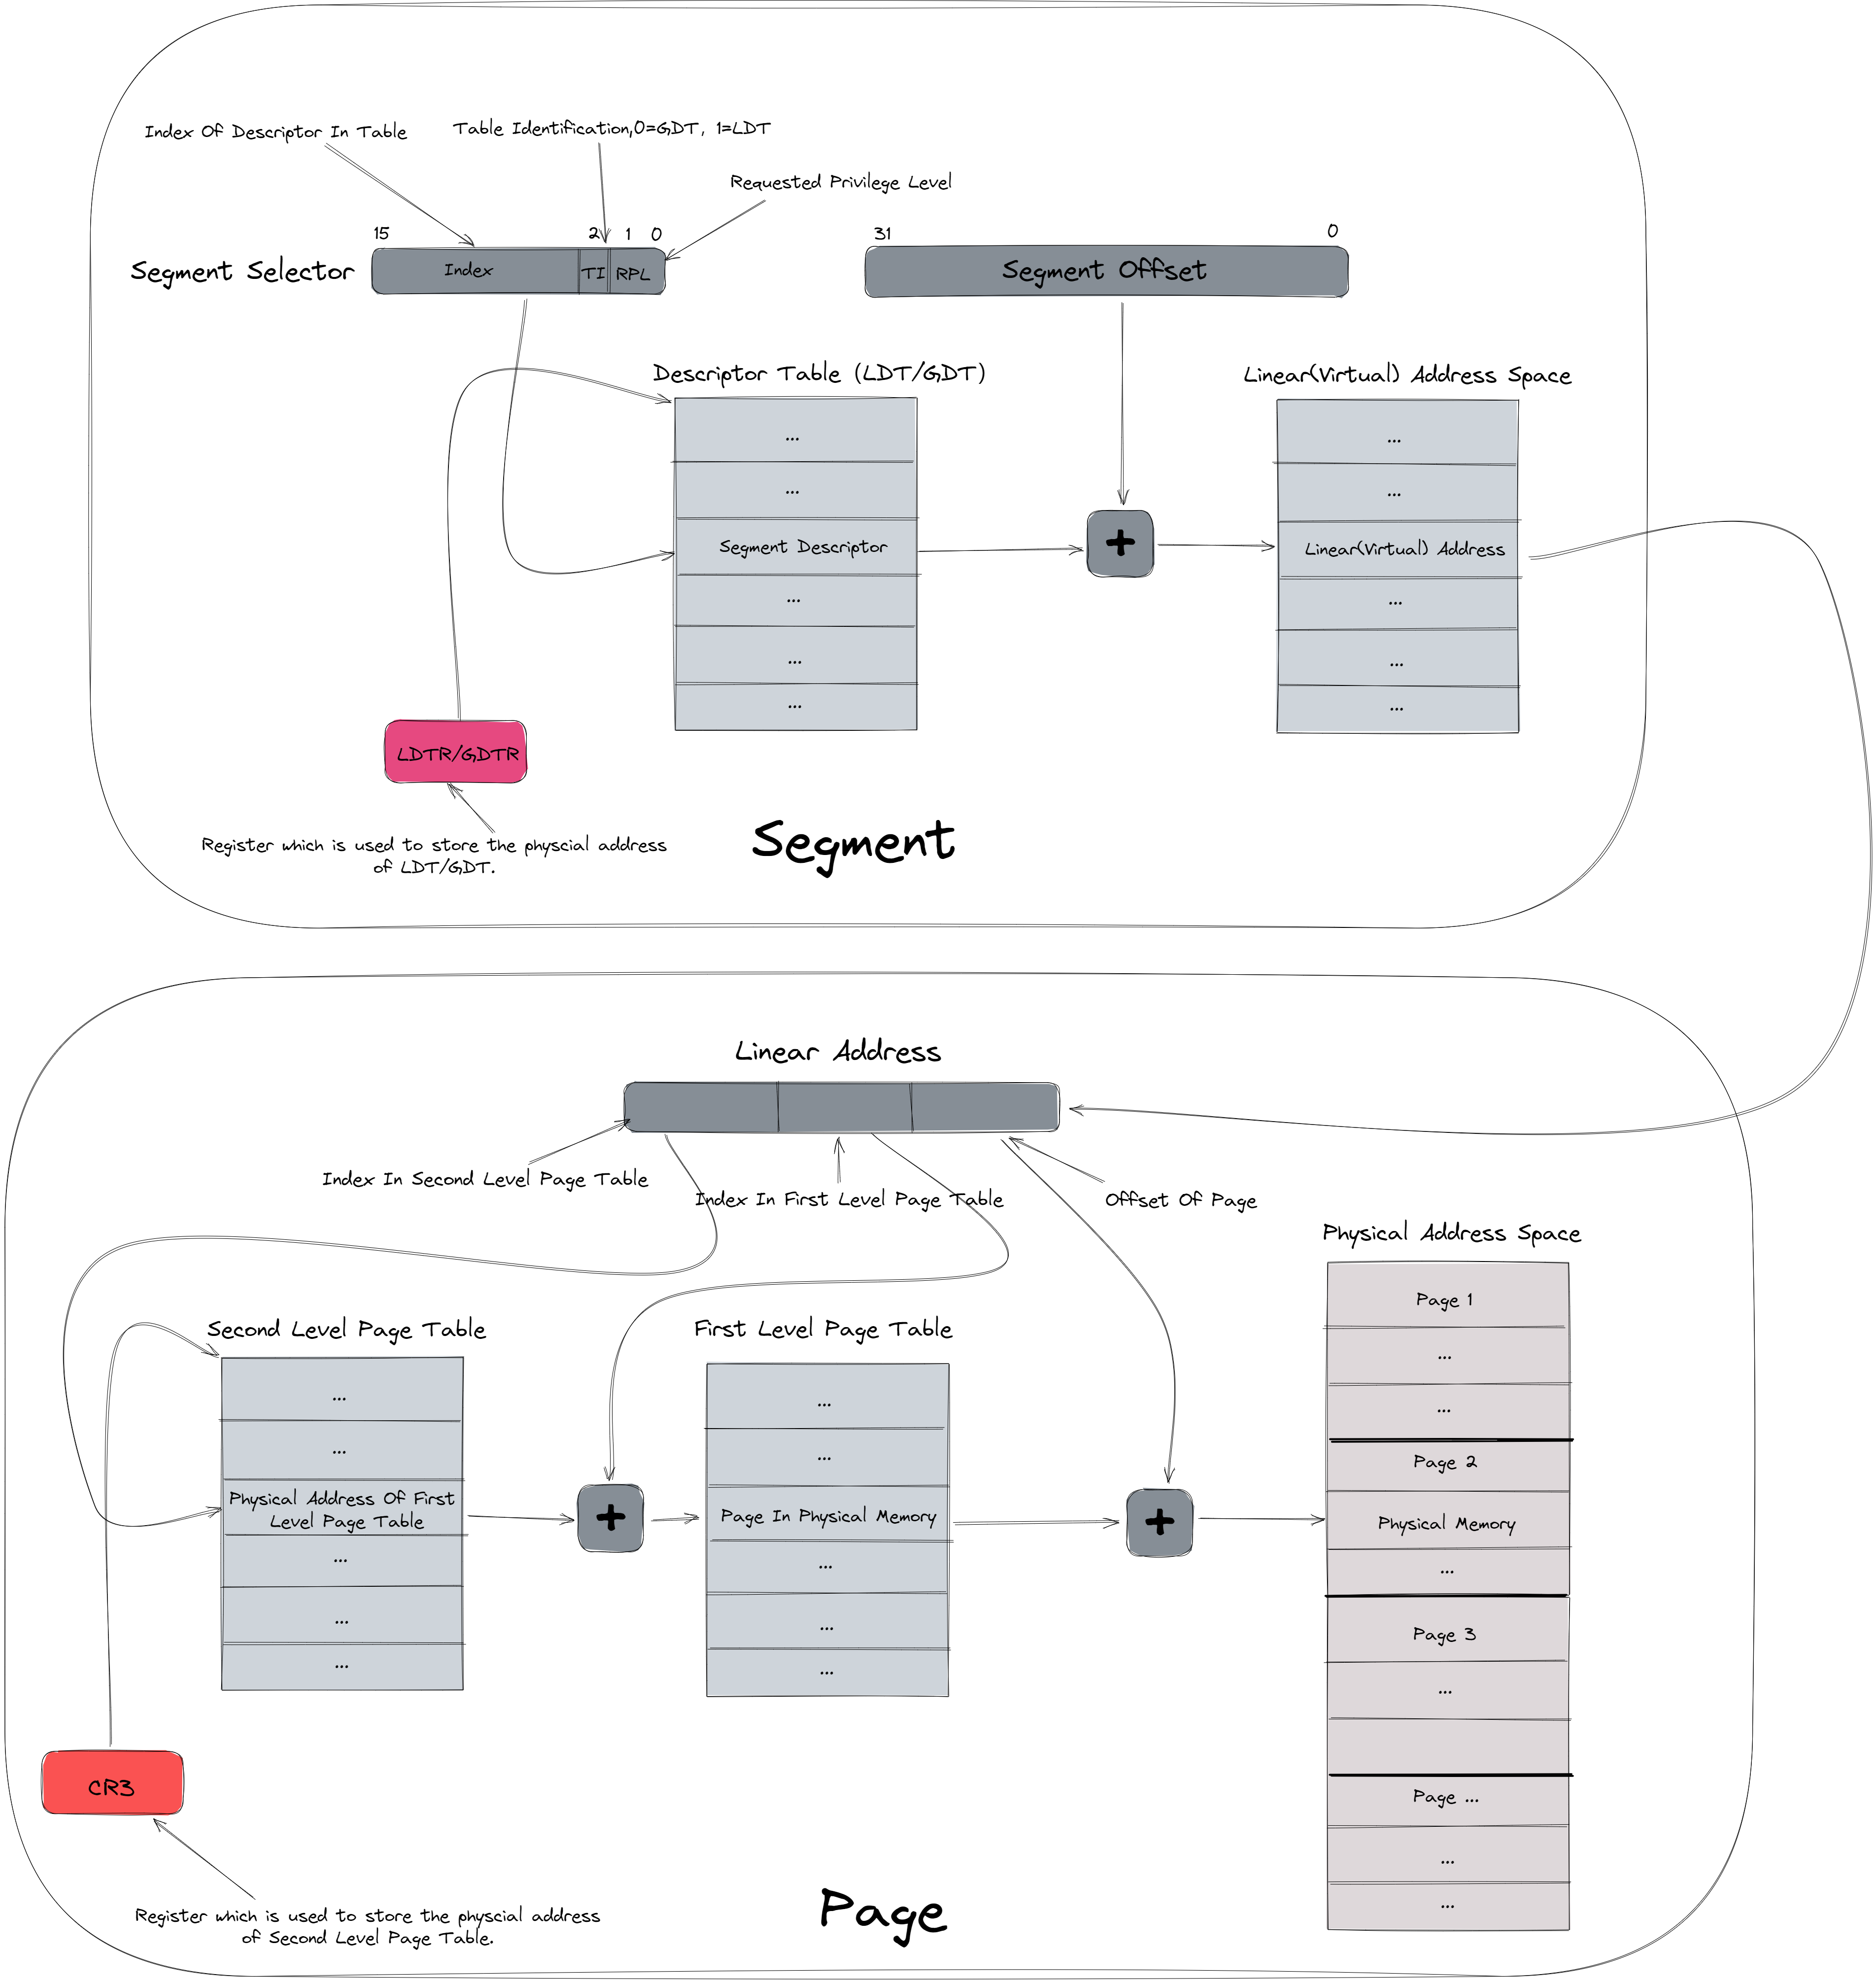 Index Of Descriptor In Table
Table Identification,0=GDT, 1=LDT
Requested Privilege Level
15
2
1
0
31
0
Segment Selector
Index
TI
RPL
Segment Offset
Descriptor Table (LDT/GDT)
Linear(Virtual) Address Space
...
...
...
...
+
Segment Descriptor
Linear(Virtual) Address
...
...
...
...
...
...
LDTR/GDTR
Register which is used to store the physcial address
of LDT/GDT.
Segment
Linear Address
Index In Second Level Page Table
Index In First Level Page Table
Offset Of Page
Physical Address Space
Page 1
Second Level Page Table
First Level Page Table
...
...
...
...
...
...
Page 2
Physical Address Of First
Level Page Table
+
Page In Physical Memory
+
Physical Memory
...
...
...
...
...
Page 3
...
...
...
CR3
Page ...
...
...
Register which is used to store the physcial address
of Second Level Page Table.
Page